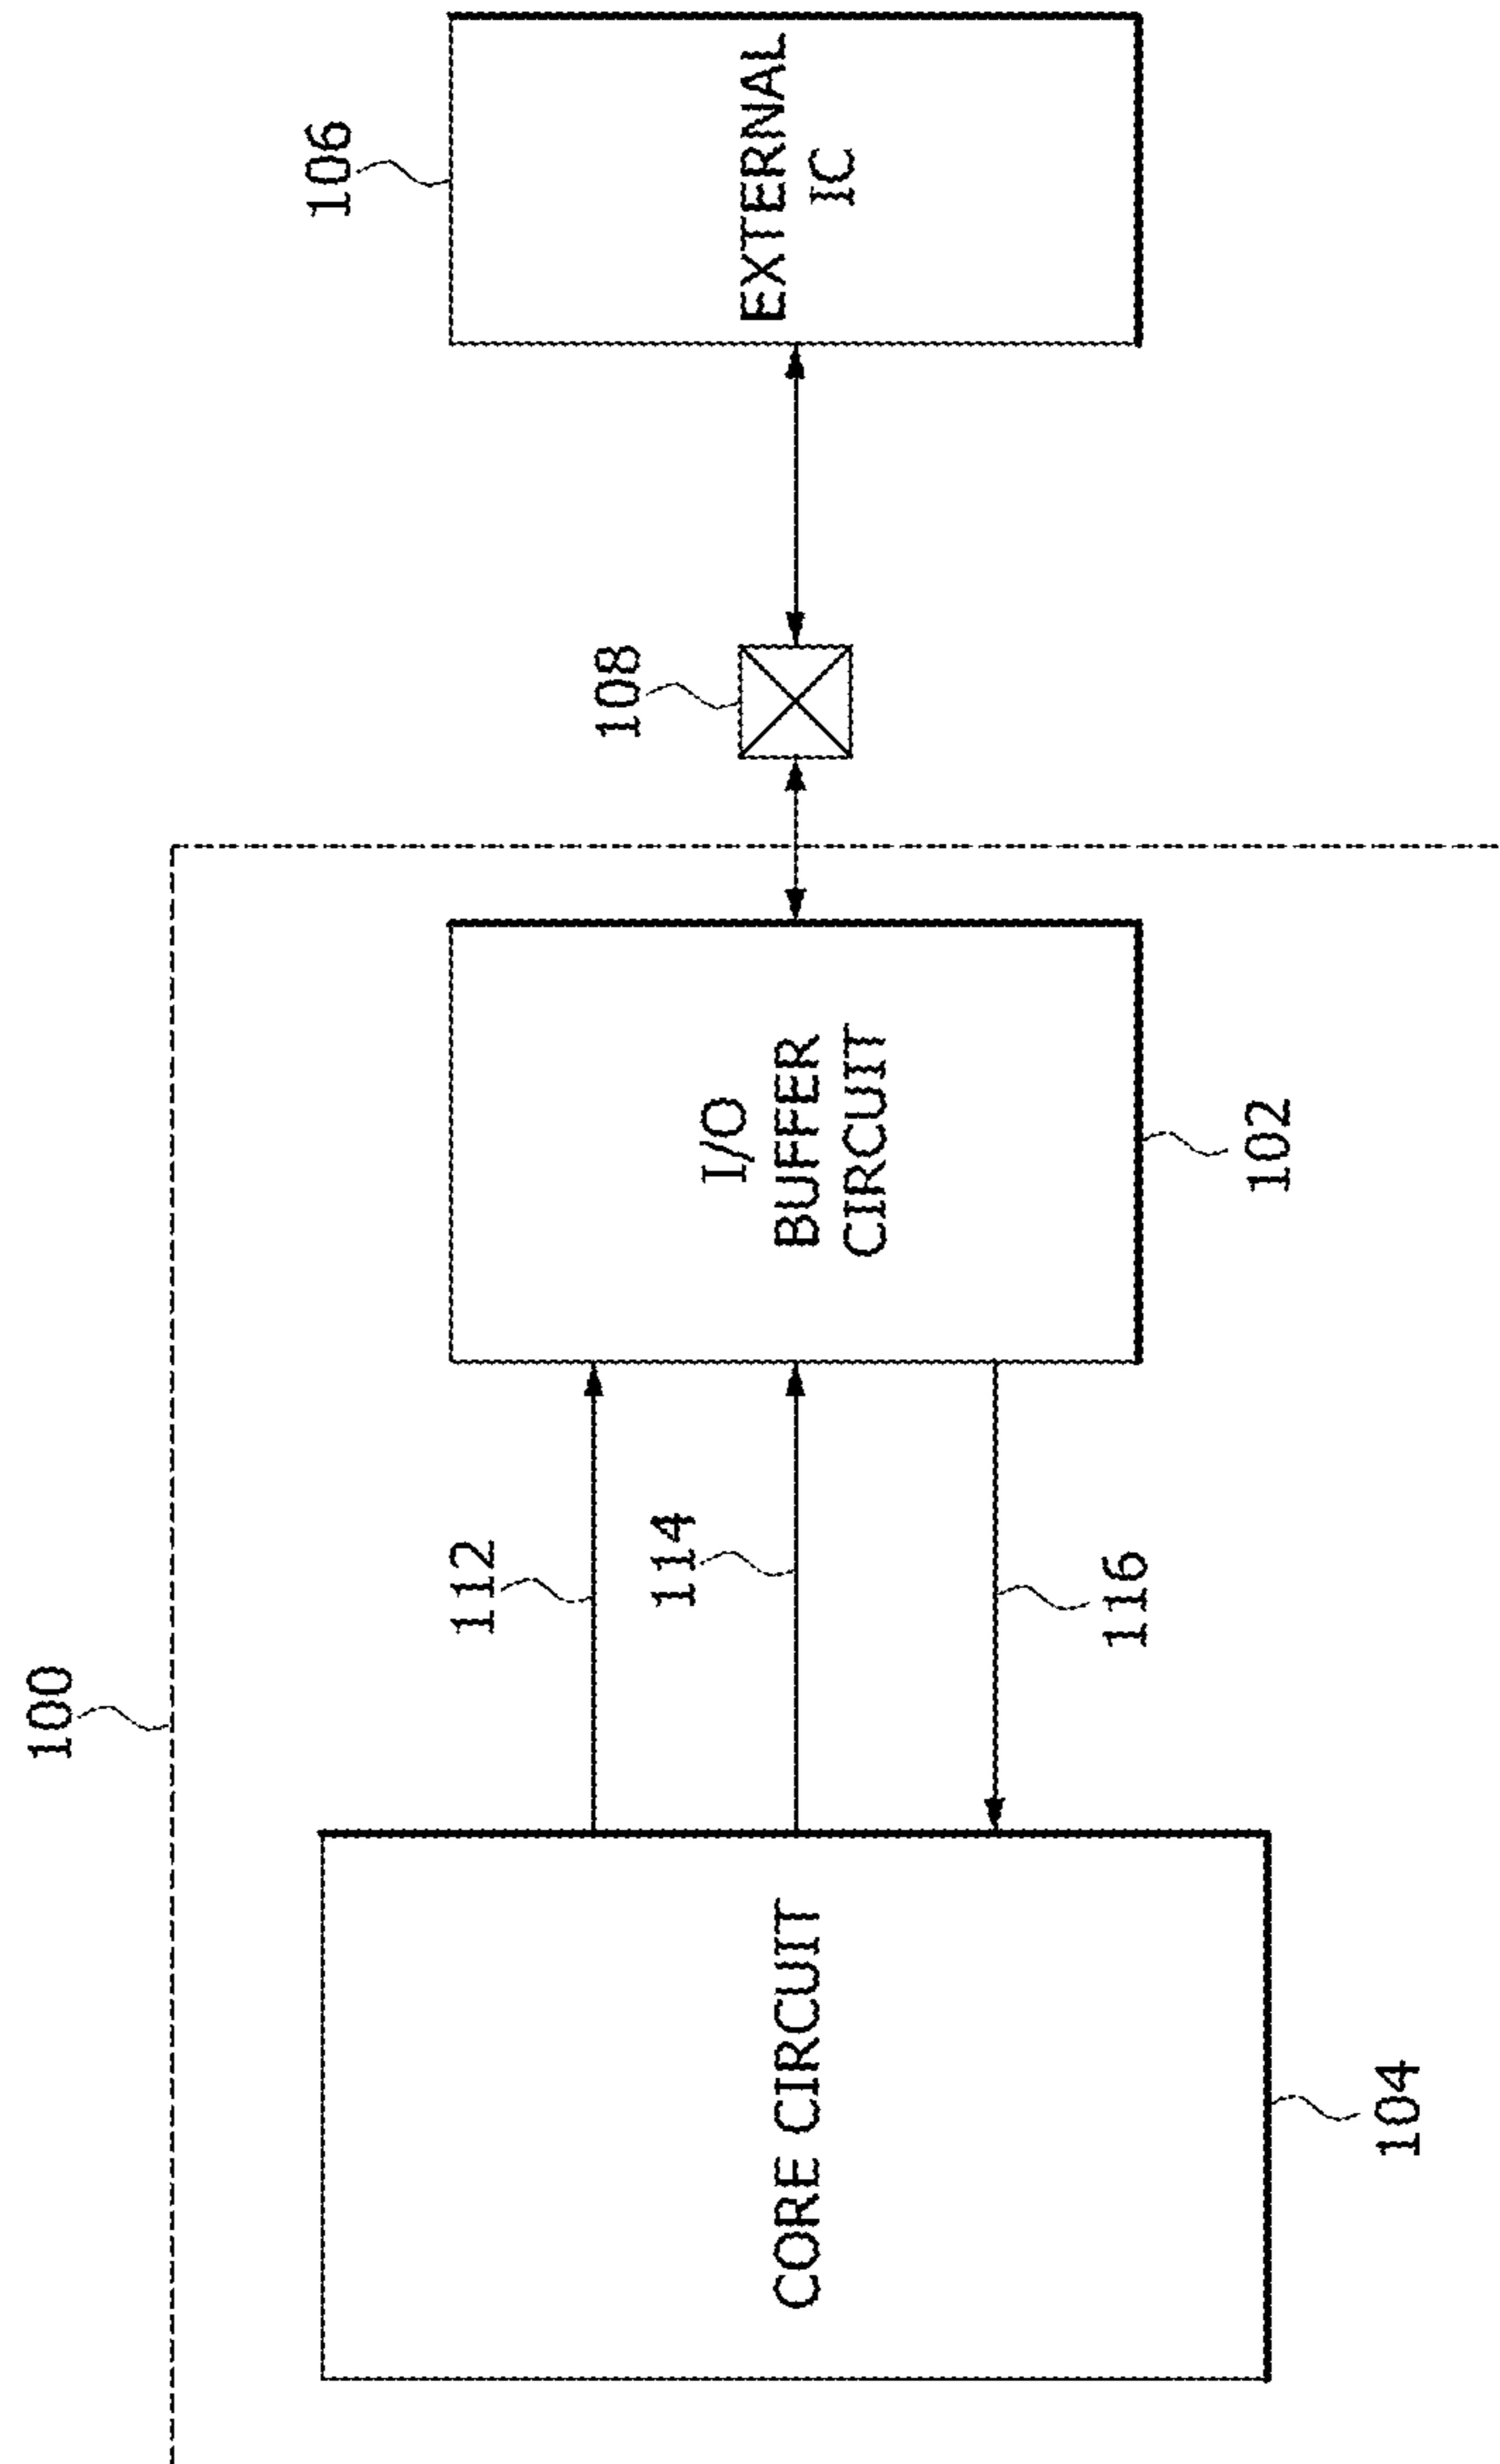 100
112
114
116
108
106
CORE CIRCUIT
I/O
BUFFER
CIRCUIT
EXTERNAL
IC
104
102